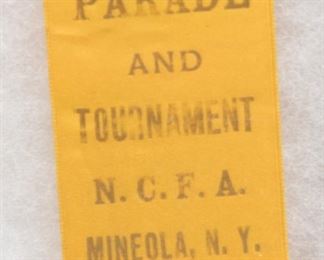 PARADE
AND
TOURNAMENT
N. C. F. A.
MINEOLA, N. Y.